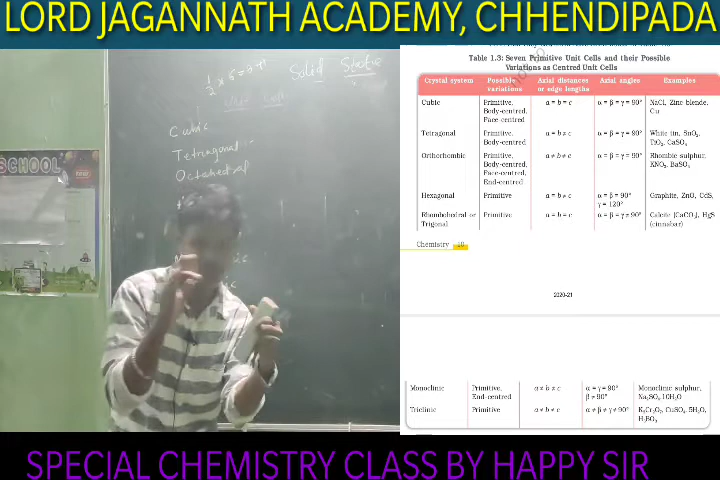 LORD JAGANNATH ACADEMY, CHHENDIPADA
Solid State
Unit Cell
Cubic
Tetragonal
Octahedral
SCHOOL
Table 1.3: Seven Primitive Unit Cells and their Possible
Variations as Centred Unit Cells
Crystal system Possible variations Axial distances or edge lengths Axial angles Examples
Cubic Primitive, Body-centred, Face-centred a = b = c α = β = γ = 90° NaCl, Zinc blende, Cu
Tetragonal Primitive, Body-centred a = b ≠ c α = β = γ = 90° White tin, SnO₂, TiO₂, CaSO₄
Orthorhombic Primitive, Body-centred, Face-centred, End-centred a ≠ b ≠ c α = β = γ = 90° Rhombic sulphur, KNO₃, BaSO₄
Hexagonal Primitive a = b ≠ c α = β = 90° γ = 120° Graphite, ZnO, CdS,
Rhombohedral or Trigonal Primitive a = b = c α = β = γ ≠ 90° Calcite (CaCO₃), HgS (cinnabar)
Chemistry 10
2020-21
Monoclinic Primitive, End-centred a ≠ b ≠ c α = γ = 90° β ≠ 90° Monoclinic sulphur, Na₂SO₄.10H₂O
Triclinic Primitive a ≠ b ≠ c α ≠ β ≠ γ ≠ 90° K₂Cr₂O₇, CuSO₄. 5H₂O, H₃BO₃
SPECIAL CHEMISTRY CLASS BY HAPPY SIR